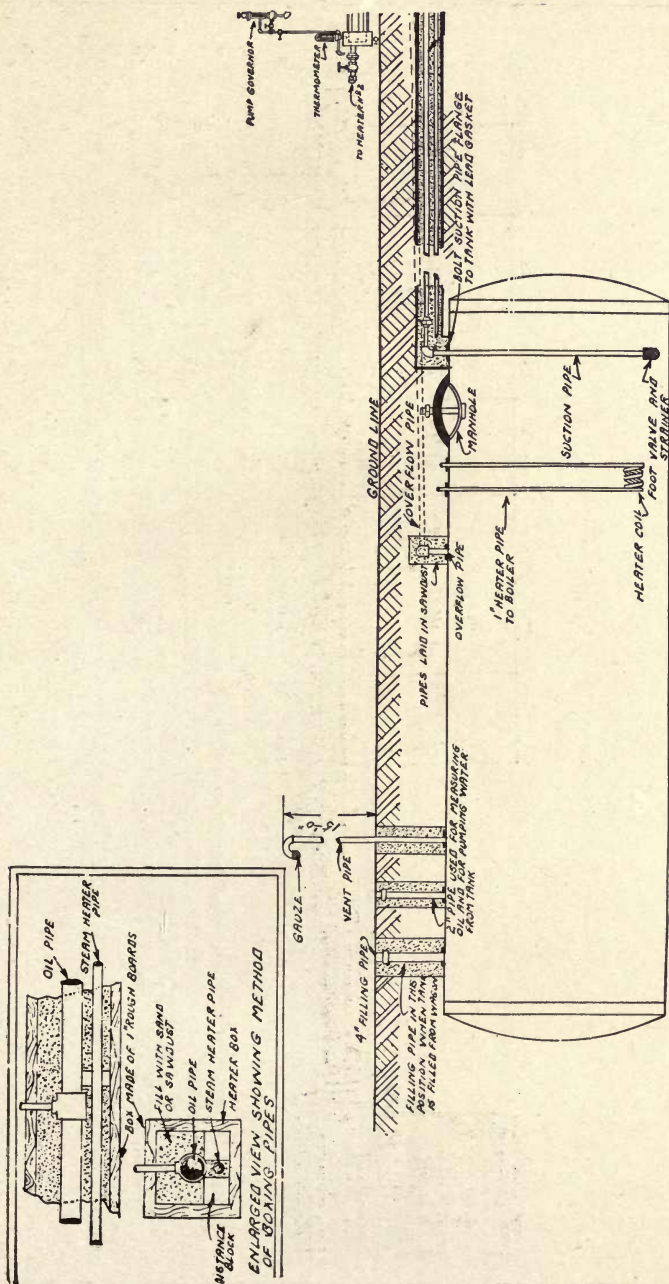 PUMP GOVERNOR
THERMOMETER
TO HEATER Nº2
BOLT SUCTION PIPE FLANGE
TO TANK WITH LEAD GASKET
GROUND LINE
OVERFLOW PIPE
MANHOLE
SUCTION PIPE
FOOT VALVE AND
STRAINER
HEATER COIL
1" HEATER PIPE
TO BOILER
PIPES LAID IN SAWDUST
OVERFLOW PIPE
15'-0"
GAUZE
VENT PIPE
2" PIPE USED FOR MEASURING
OIL AND FOR PUMPING WATER
FROM TANK
4" FILLING PIPE
FILLING PIPE IN THIS
POSITION WHEN TANK
IS FILLED FROM WAGON
OIL PIPE
STEAM HEATER
PIPE
BOX MADE OF 1" ROUGH BOARDS
FILL WITH SAND
OR SAWDUST
OIL PIPE
STEAM HEATER PIPE
HEATER BOX
DISTANCE
BLOCK
ENLARGED VIEW SHOWING METHOD
OF BOXING PIPES